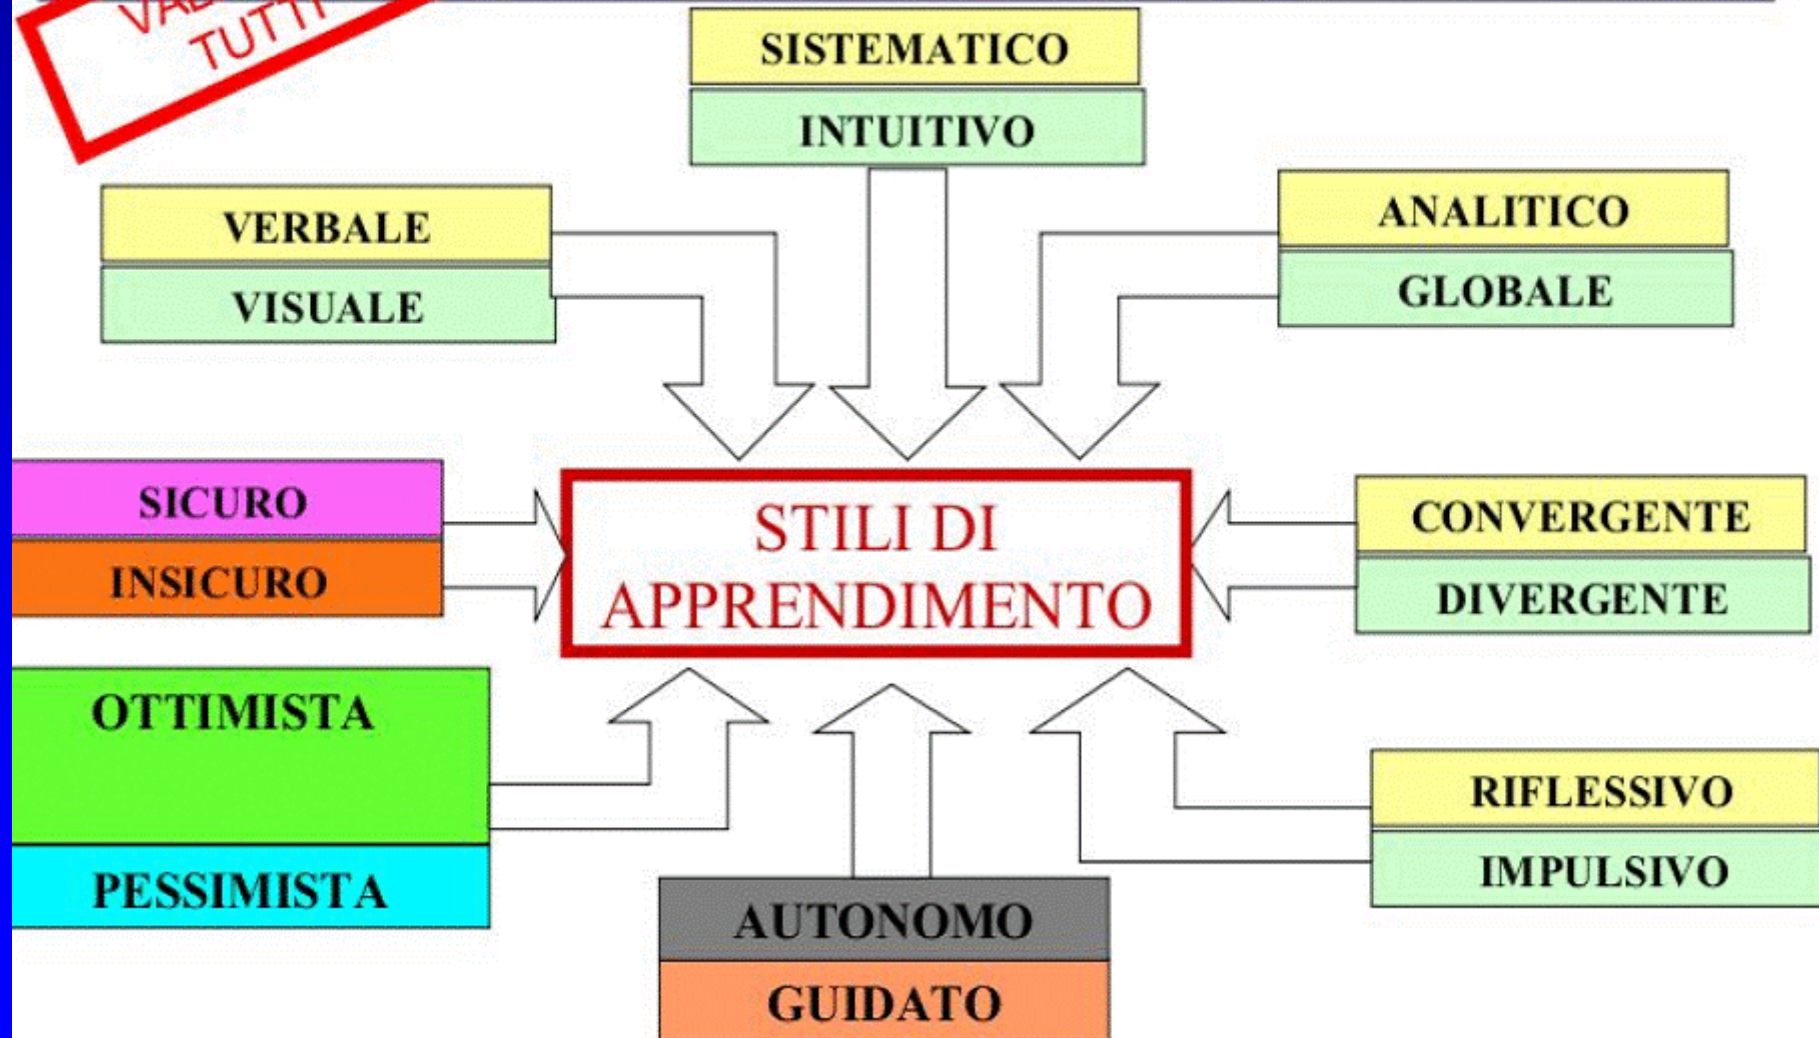 TUTTI
SISTEMATICO
INTUITIVO
VERBALE
VISUALE
ANALITICO
GLOBALE
SICURO
INSICURO
STILI DI
APPRENDIMENTO
CONVERGENTE
DIVERGENTE
OTTIMISTA
PESSIMISTA
RIFLESSIVO
IMPULSIVO
AUTONOMO
GUIDATO